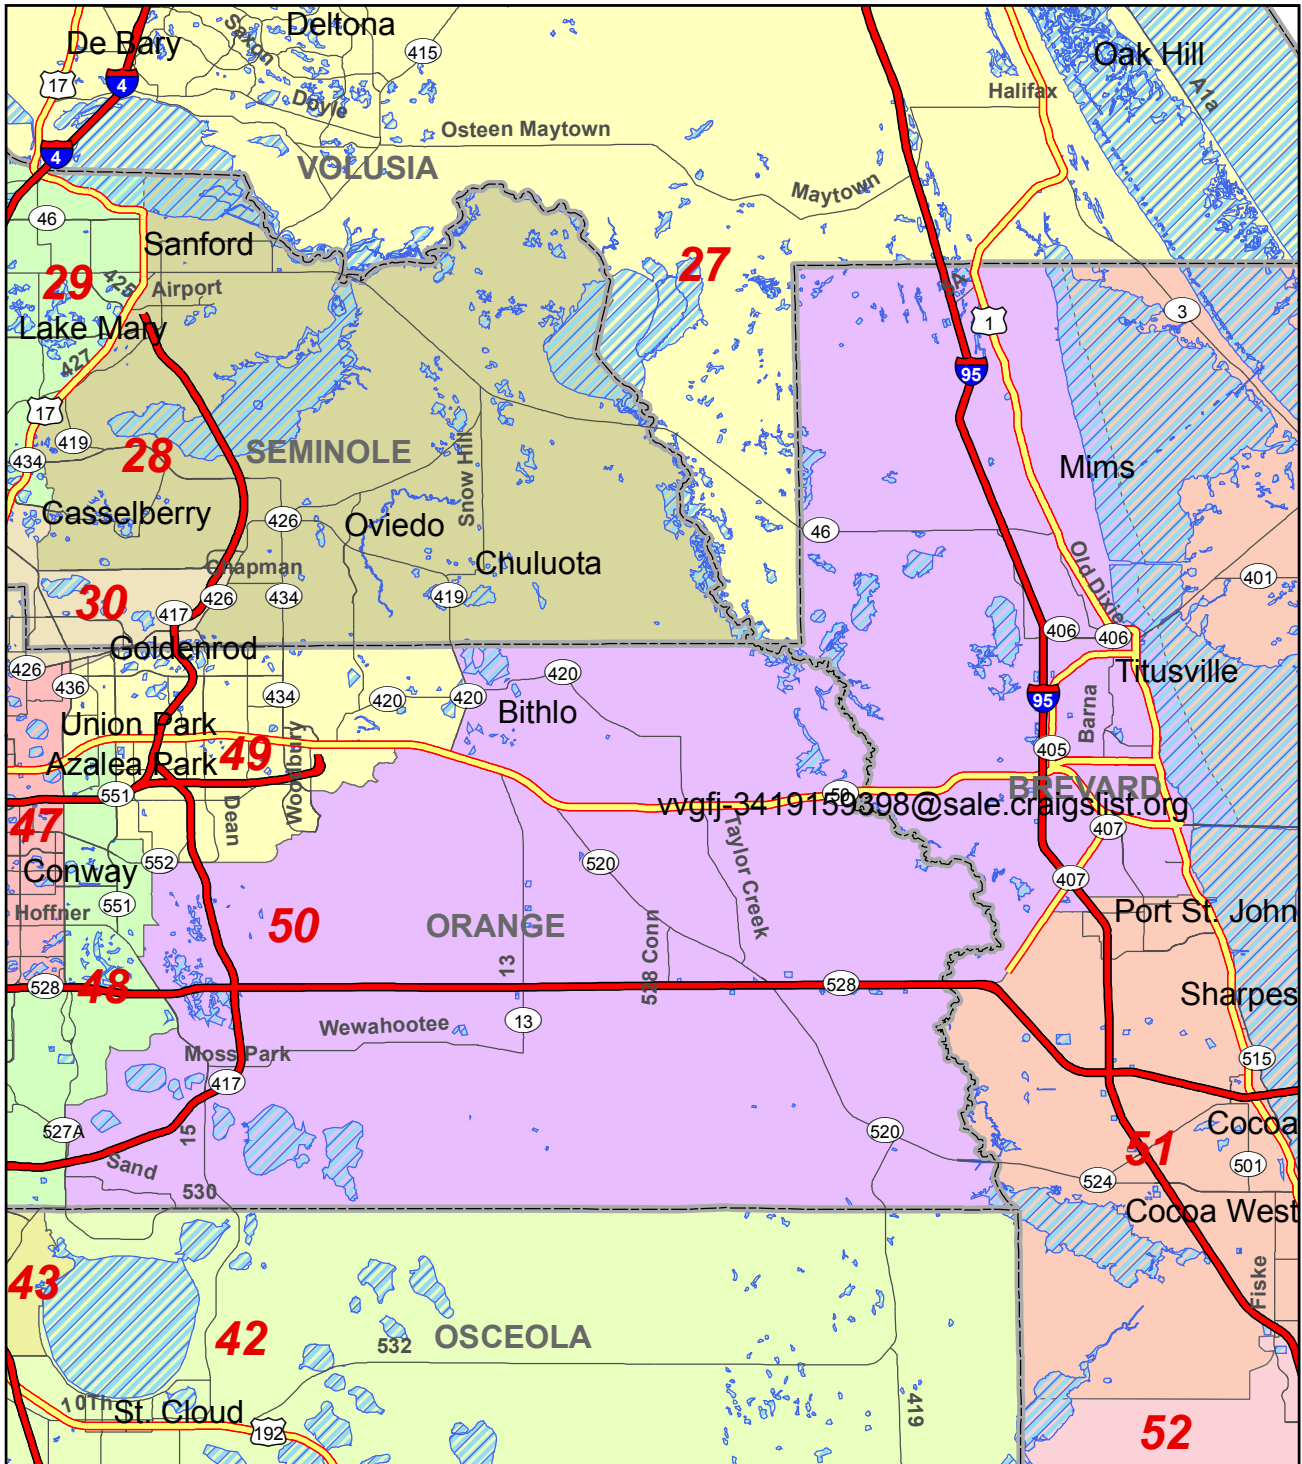 Deltona
De Bary
Saxon
415
17
4
Oak Hill
A1a
Halifax
Doyle
Osteen Maytown
4
VOLUSIA
Maytown
46
Sanford
29
425
Airport
27
3
Lake Mary
1
427
95
17
419
434
28
SEMINOLE
Snow Hill
Mims
Casselberry
426
Oviedo
46
Chapman
Chuluota
Old Dixie
401
30
426
434
419
417
406
406
Goldenrod
426
436
434
420
420
420
Titusville
95
Bithlo
Barna
Union Park
49
Woodbury
405
Azalea Park
551
BREVARD
50
vvgfj-3419159398@sale.craigslist.org
47
Dean
407
Taylor Creek
552
520
Conway
407
551
Hoffner
50
ORANGE
Port St. John
13
528 Conn
48
528
528
Sharpes
13
Wewahootee
Moss Park
515
417
527A
15
520
Cocoa
51
Sand
501
530
524
Cocoa West
43
Fiske
42
532
OSCEOLA
10Th
St. Cloud
419
192
52